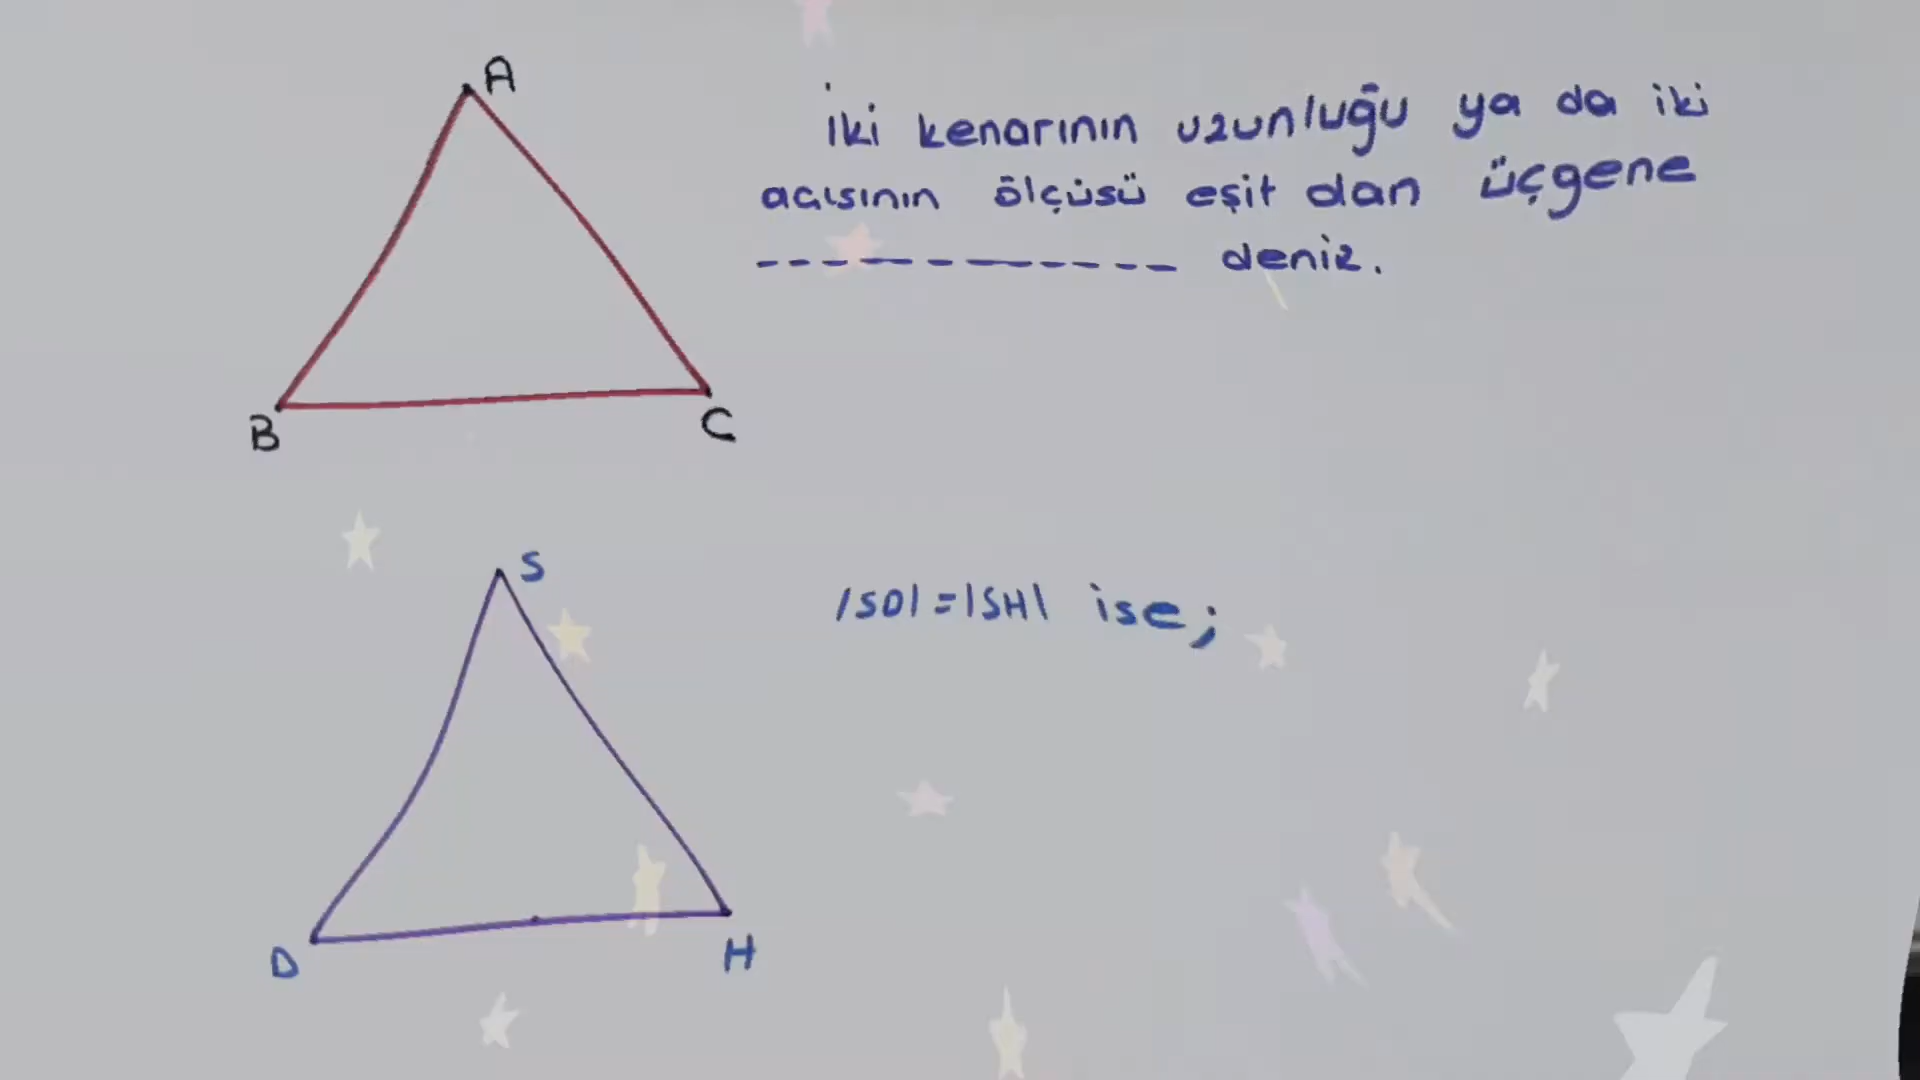 A
İki kenarının uzunluğu ya da iki
açısının ölçüsü eşit olan üçgene
------------- denir.
B
C
S
|SD| = |SH| ise;
D
H